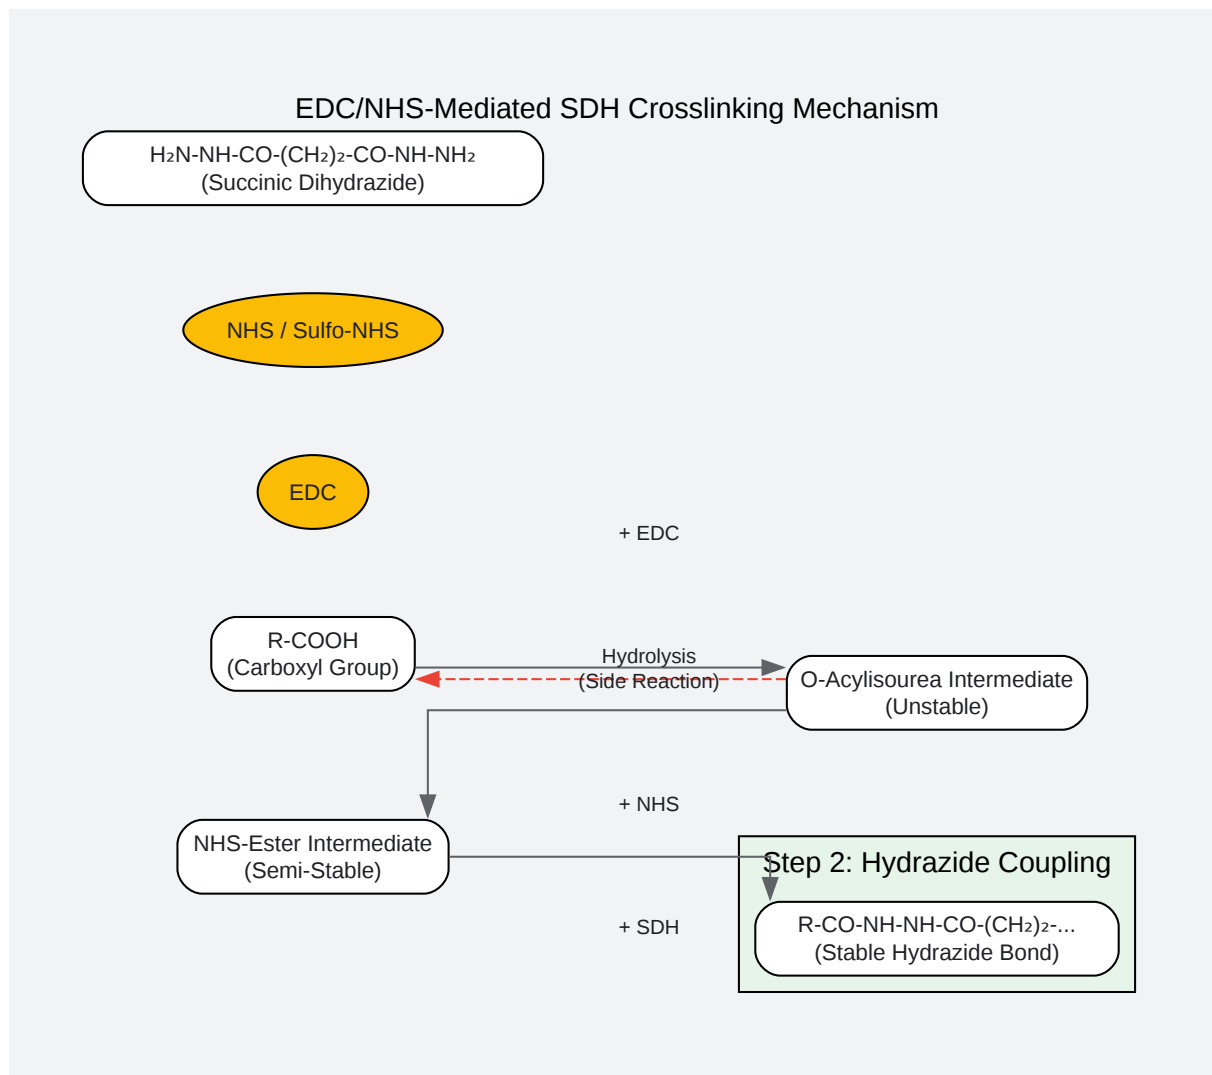 EDC/NHS-Mediated SDH Crosslinking Mechanism
H₂N-NH-CO-(CH₂)₂-CO-NH-NH₂
(Succinic Dihydrazide)
NHS / Sulfo-NHS
EDC
+ EDC
R-COOH
(Carboxyl Group)
Hydrolysis
(Side Reaction)
O-Acylisourea Intermediate
(Unstable)
+ NHS
NHS-Ester Intermediate
(Semi-Stable)
Step 2: Hydrazide Coupling
+ SDH
R-CO-NH-NH-CO-(CH₂)₂-...
(Stable Hydrazide Bond)